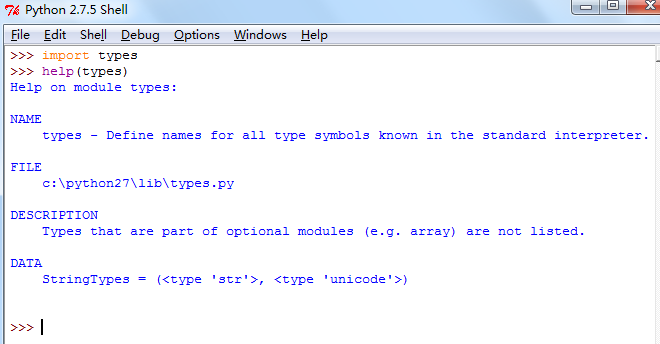 Python 2.7.5 Shell
File Edit Shell Debug Options Windows Help
>>> import types
>>> help(types)
Help on module types:
NAME
    types - Define names for all type symbols known in the standard interpreter.
FILE
    c:\python27\lib\types.py
DESCRIPTION
    Types that are part of optional modules (e.g. array) are not listed.
DATA
    StringTypes = (<type 'str'>, <type 'unicode'>)
>>>